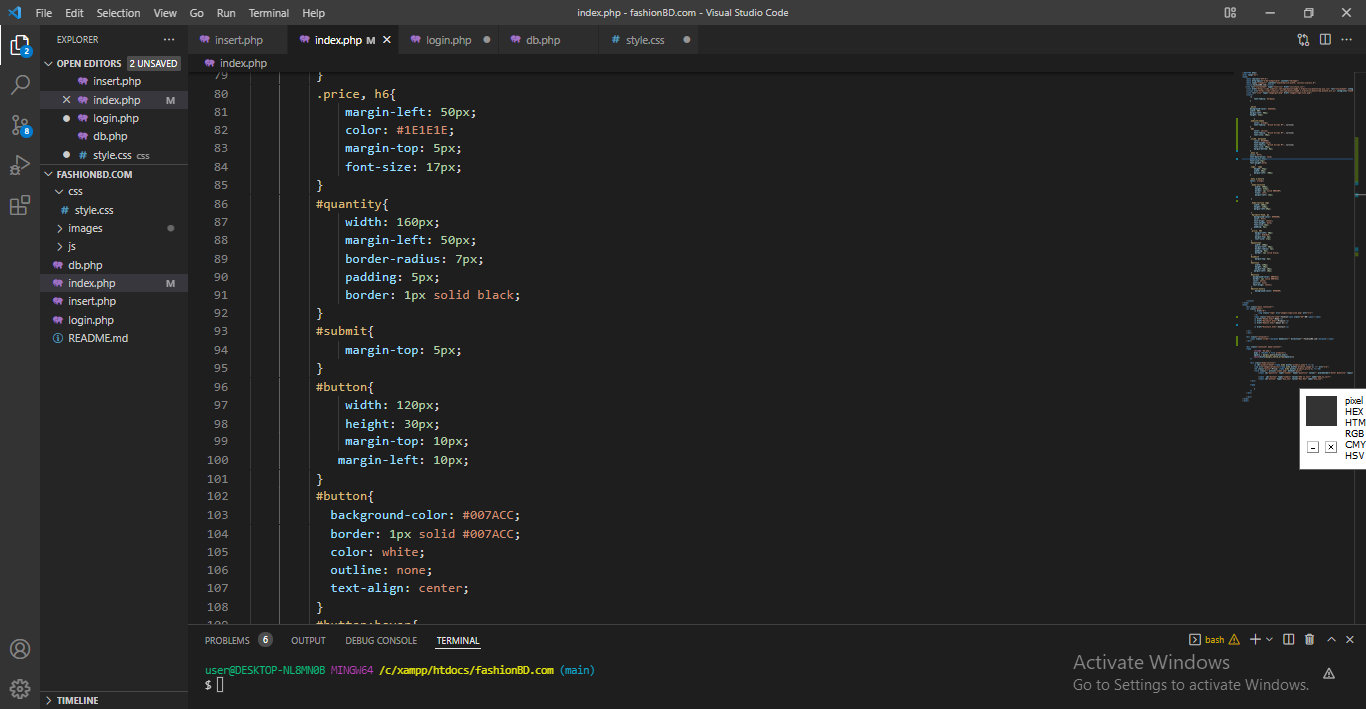 File Edit Selection View Go Run Terminal Help index.php - fashionBD.com - Visual Studio Code
EXPLORER
OPEN EDITORS 2 UNSAVED
insert.php
index.php M
login.php
db.php
style.css css
FASHIONBD.COM
css
style.css
images
js
db.php
index.php M
insert.php
login.php
README.md
TIMELINE
2
8
insert.php index.php M login.php db.php style.css
index.php
79 }
80 .price, h6{
81 margin-left: 50px;
82 color: #1E1E1E;
83 margin-top: 5px;
84 font-size: 17px;
85 }
86 #quantity{
87 width: 160px;
88 margin-left: 50px;
89 border-radius: 7px;
90 padding: 5px;
91 border: 1px solid black;
92 }
93 #submit{
94 margin-top: 5px;
95 }
96 #button{
97 width: 120px;
98 height: 30px;
99 margin-top: 10px;
100 margin-left: 10px;
101 }
102 #button{
103 background-color: #007ACC;
104 border: 1px solid #007ACC;
105 color: white;
106 outline: none;
107 text-align: center;
108 }
109 #button:hover{
pixel
HEX
HTM
RGB
CMY
HSV
PROBLEMS 6 OUTPUT DEBUG CONSOLE TERMINAL bash
user@DESKTOP-NL8MN0B MINGW64 /c/xampp/htdocs/fashionBD.com (main)
$
Activate Windows
Go to Settings to activate Windows.